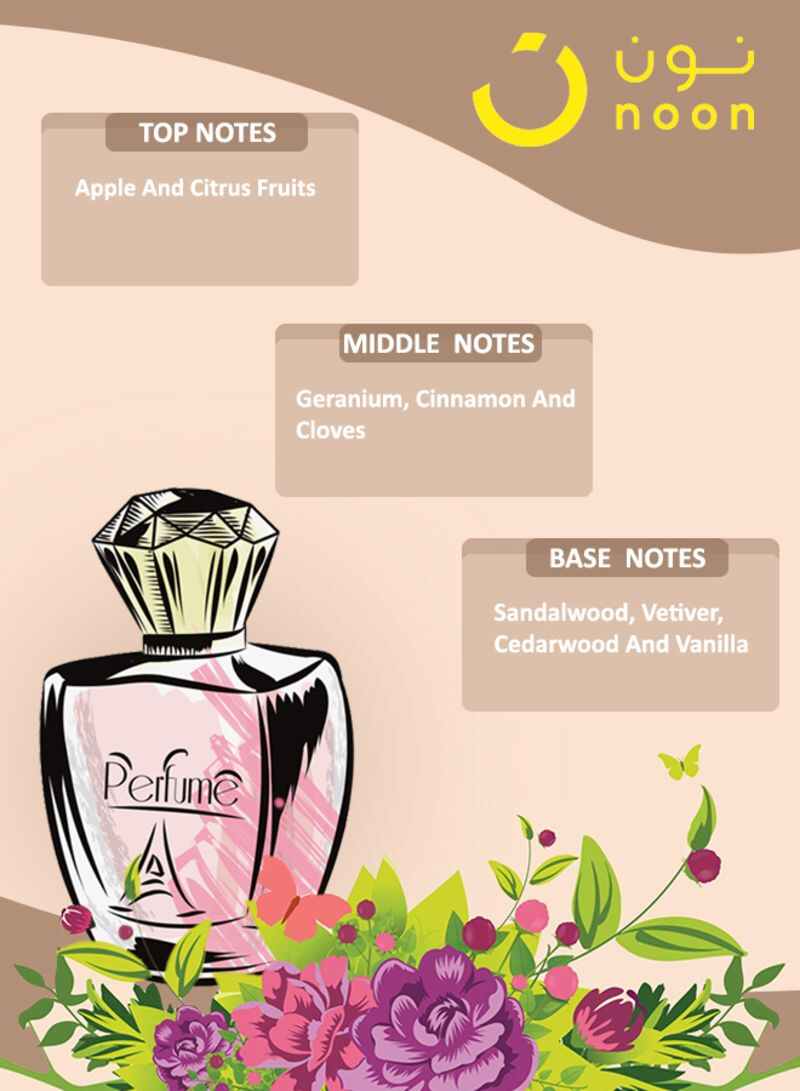 نون
noon
TOP NOTES
Apple And Citrus Fruits
MIDDLE NOTES
Geranium, Cinnamon And
Cloves
BASE NOTES
Sandalwood, Vetiver,
Cedarwood And Vanilla
Perfume